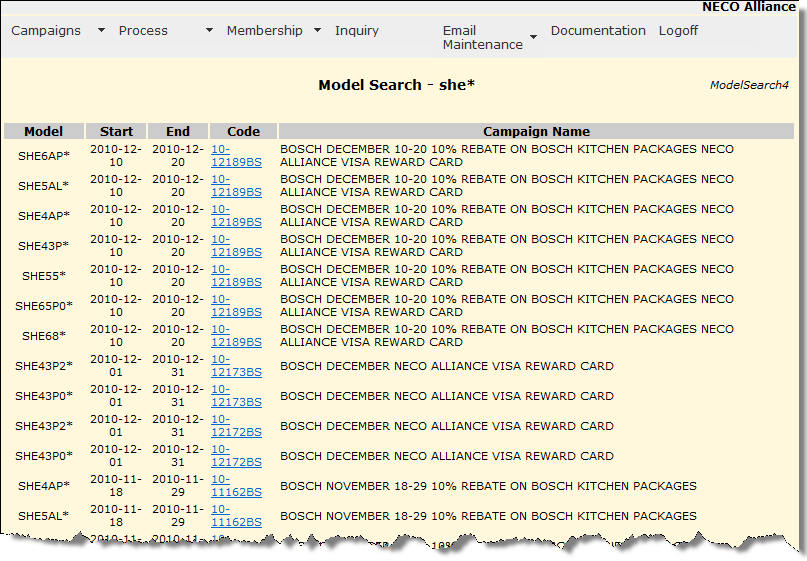 NECO Alliance
Campaigns Process Membership Inquiry Email Maintenance Documentation Logoff
Model Search - she*
ModelSearch4
Model Start End Code Campaign Name
SHE6AP* 2010-12-10 2010-12-20 10-12189BS BOSCH DECEMBER 10-20 10% REBATE ON BOSCH KITCHEN PACKAGES NECO
ALLIANCE VISA REWARD CARD
SHE5AL* 2010-12-10 2010-12-20 10-12189BS BOSCH DECEMBER 10-20 10% REBATE ON BOSCH KITCHEN PACKAGES NECO
ALLIANCE VISA REWARD CARD
SHE4AP* 2010-12-10 2010-12-20 10-12189BS BOSCH DECEMBER 10-20 10% REBATE ON BOSCH KITCHEN PACKAGES NECO
ALLIANCE VISA REWARD CARD
SHE43P* 2010-12-10 2010-12-20 10-12189BS BOSCH DECEMBER 10-20 10% REBATE ON BOSCH KITCHEN PACKAGES NECO
ALLIANCE VISA REWARD CARD
SHE55* 2010-12-10 2010-12-20 10-12189BS BOSCH DECEMBER 10-20 10% REBATE ON BOSCH KITCHEN PACKAGES NECO
ALLIANCE VISA REWARD CARD
SHE65P0* 2010-12-10 2010-12-20 10-12189BS BOSCH DECEMBER 10-20 10% REBATE ON BOSCH KITCHEN PACKAGES NECO
ALLIANCE VISA REWARD CARD
SHE68* 2010-12-10 2010-12-20 10-12189BS BOSCH DECEMBER 10-20 10% REBATE ON BOSCH KITCHEN PACKAGES NECO
ALLIANCE VISA REWARD CARD
SHE43P2* 2010-12-01 2010-12-31 10-12173BS BOSCH DECEMBER NECO ALLIANCE VISA REWARD CARD
SHE43P0* 2010-12-01 2010-12-31 10-12173BS BOSCH DECEMBER NECO ALLIANCE VISA REWARD CARD
SHE43P2* 2010-12-01 2010-12-31 10-12172BS BOSCH DECEMBER NECO ALLIANCE VISA REWARD CARD
SHE43P0* 2010-12-01 2010-12-31 10-12172BS BOSCH DECEMBER NECO ALLIANCE VISA REWARD CARD
SHE4AP* 2010-11-18 2010-11-29 10-11162BS BOSCH NOVEMBER 18-29 10% REBATE ON BOSCH KITCHEN PACKAGES
SHE5AL* 2010-11-18 2010-11-29 10-11162BS BOSCH NOVEMBER 18-29 10% REBATE ON BOSCH KITCHEN PACKAGES